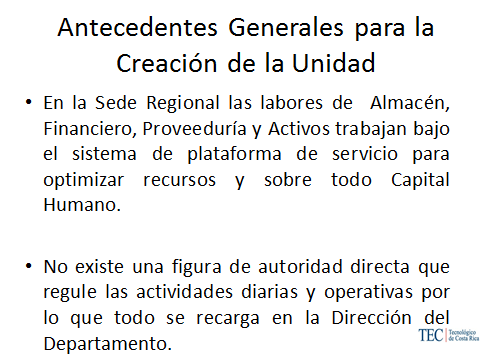 Antecedentes Generales para la
Creación de la Unidad
• En la Sede Regional las labores de Almacén,
Financiero, Proveeduría y Activos trabajan bajo
el sistema de plataforma de servicio para
optimizar recursos y sobre todo Capital
Humano.
• No existe una figura de autoridad directa que
regule las actividades diarias y operativas por
lo que todo se recarga en la Dirección del
Departamento.
TEC Tecnológico
de Costa Rica